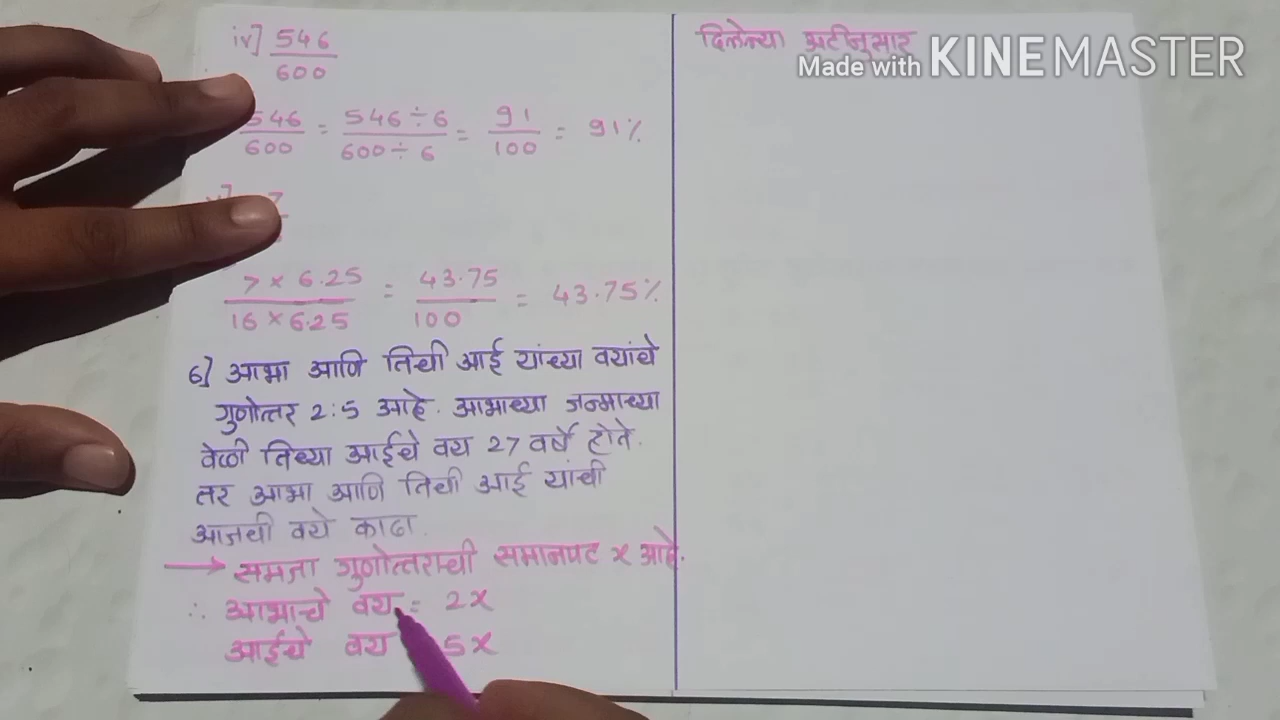 iv] 546
600
546/600 = 546÷6/600÷6 = 91/100 = 91%
7
7 × 6.25/16 × 6.25 = 43.75/100 = 43.75%
6] आभा आणि तिची आई यांच्या वयांचे
गुणोत्तर 2:5 आहे. आभाच्या जन्माच्या
वेळी तिच्या आईचे वय 27 वर्षे होते.
तर आभा आणि तिची आई यांची
आजची वये काढा.
→ समजा गुणोत्तराची समानपट x आहे.
∴ आभाचे वय = 2x
आईचे वय 5x
दिलेल्या अटीनुसार
Made with KINEMASTER